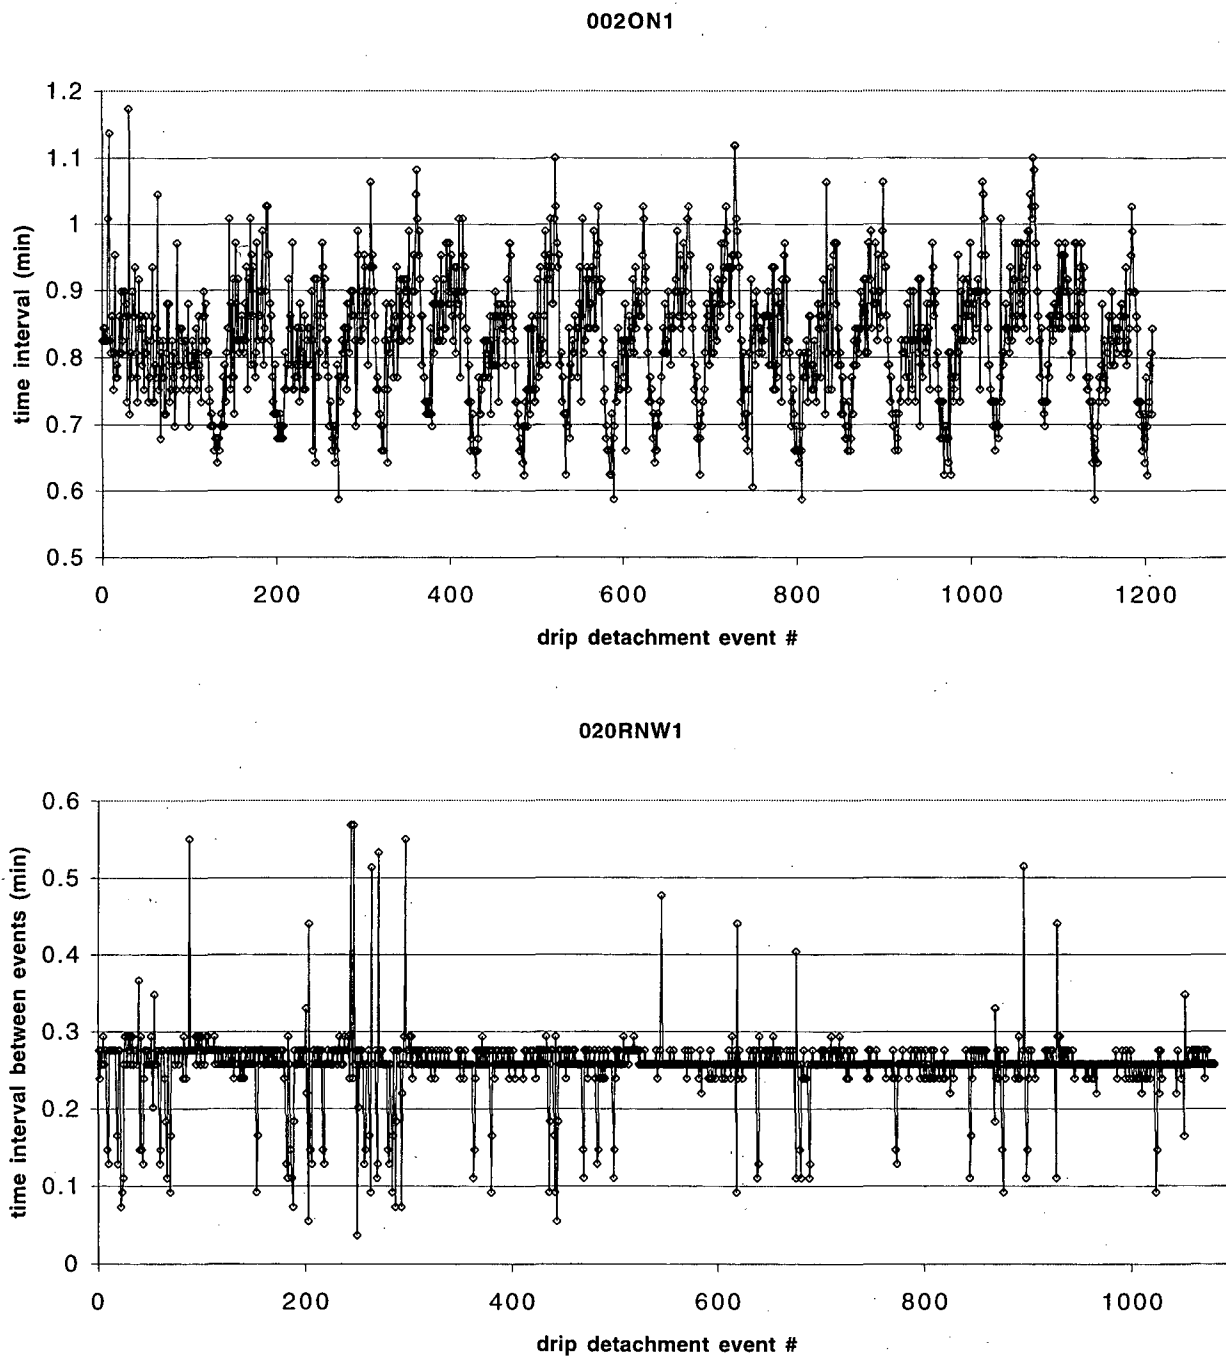 002ON1
1.2
1.1
1
0.9
0.8
0.7
0.6
0.5
time interval (min)
0 200 400 600 800 1000 1200
drip detachment event #
020RNW1
0.6
0.5
0.4
0.3
0.2
0.1
0
time interval between events (min)
0 200 400 600 800 1000
drip detachment event #